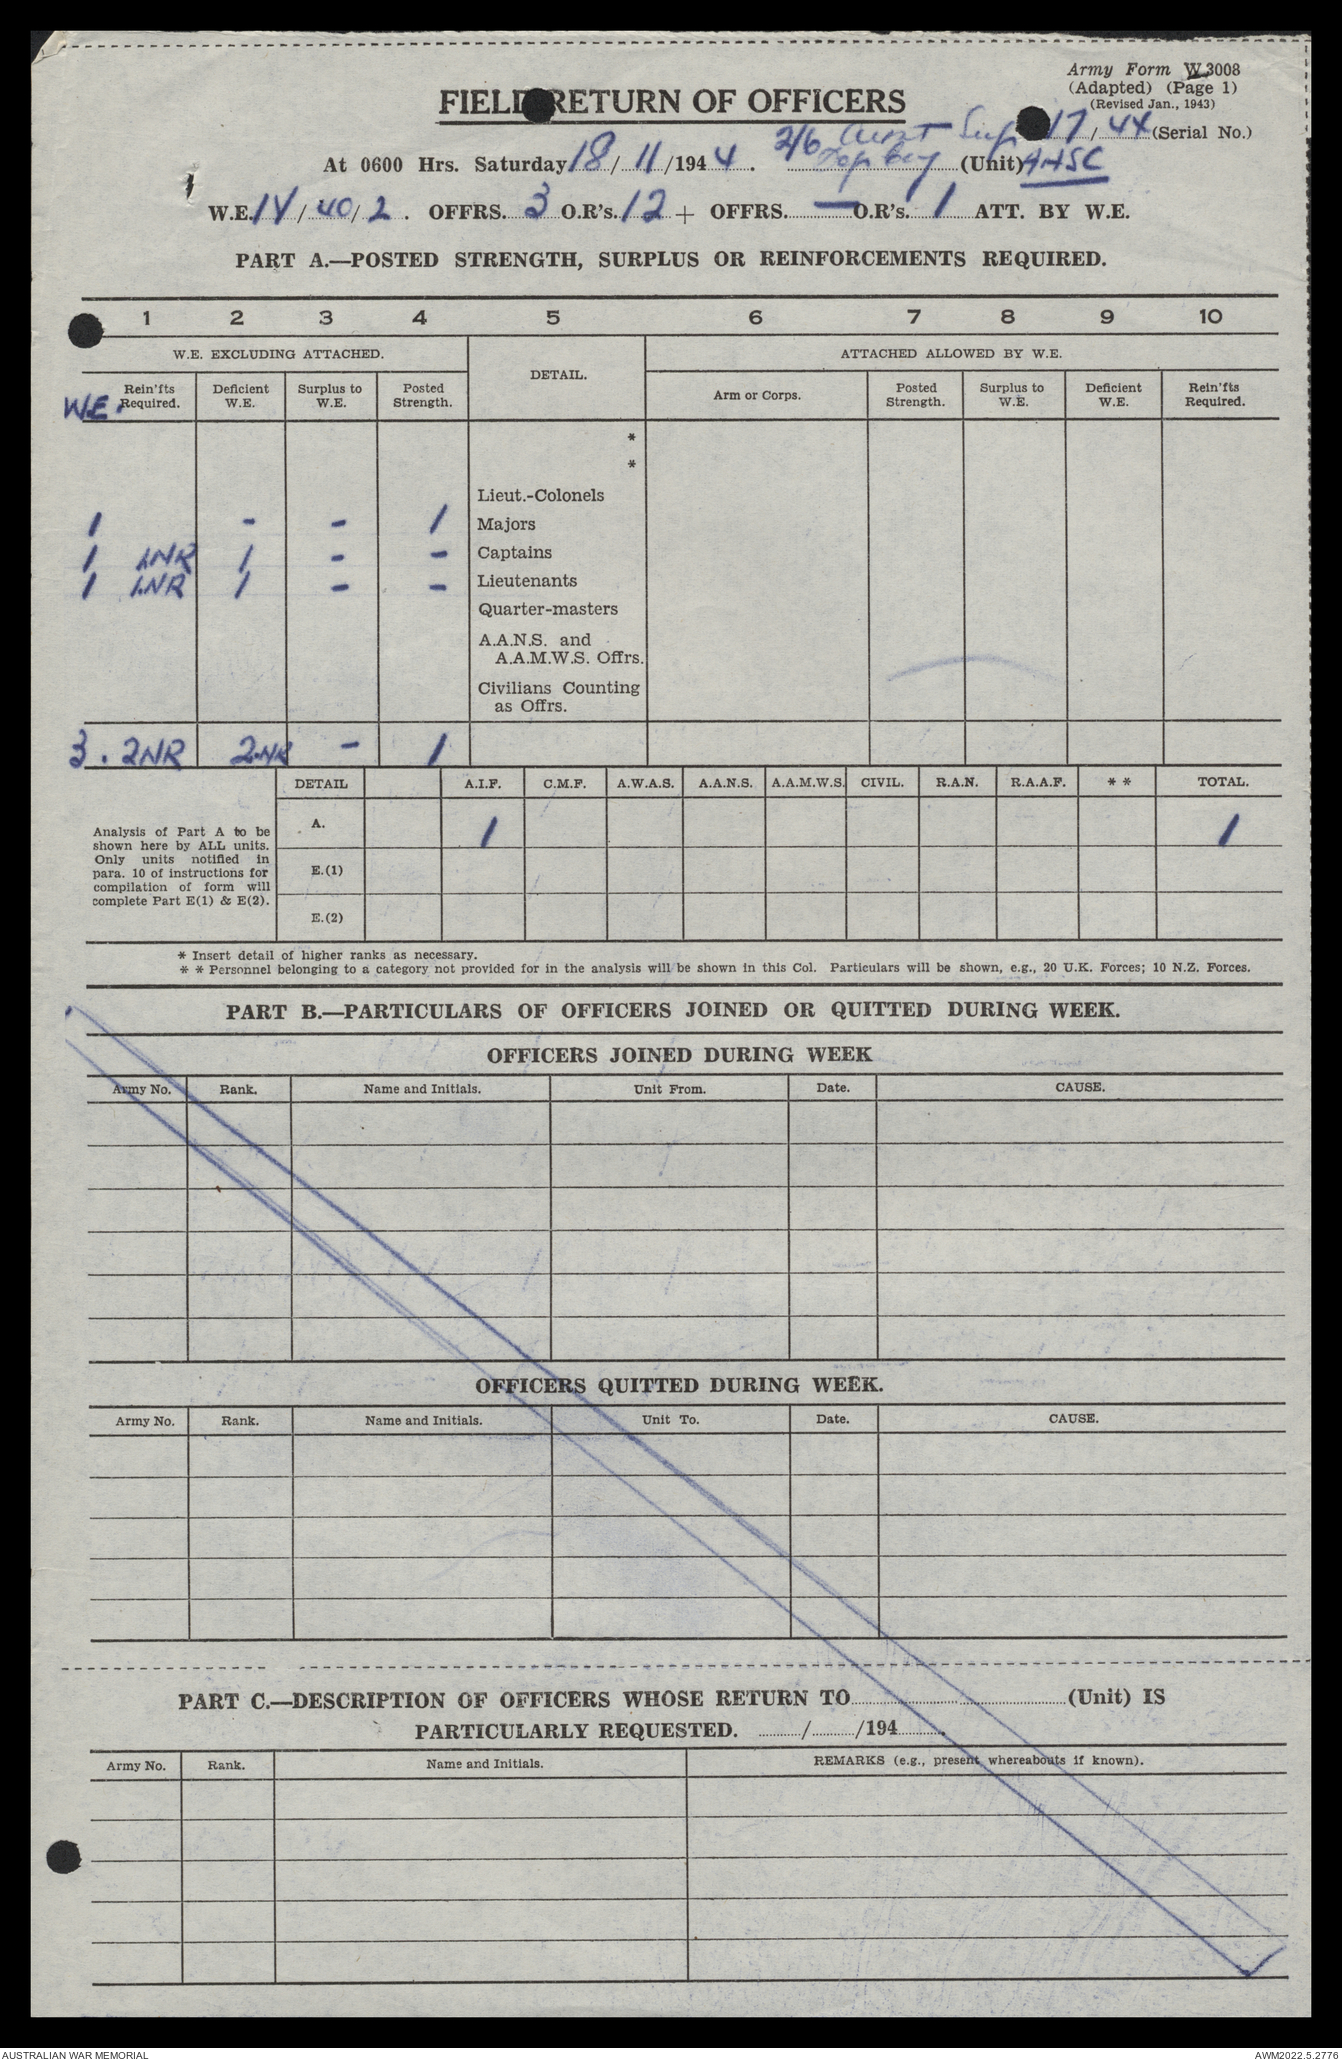 Army Form W.3008
(Adapted) (Page 1)
(Revised Jan., 1943)
FIELD RETURN OF OFFICERS
17/44 (Serial No.)
At 0600 Hrs. Saturday 18/11/1944. 2/6 Aust (Unit)
W.E. 14/40/2. OFFRS. 3 O.R's. 12 + OFFRS. — O.R's. 1 ATT. BY W.E.
PART A.—POSTED STRENGTH, SURPLUS OR REINFORCEMENTS REQUIRED.
1 2 3 4 5 6 7 8 9 10
W.E. EXCLUDING ATTACHED. DETAIL. ATTACHED ALLOWED BY W.E.
W.E. Rein'fts Required. Deficient W.E. Surplus to W.E. Posted Strength. Arm or Corps. Posted Strength. Surplus to W.E. Deficient W.E. Rein'fts Required.
*
*
Lieut.-Colonels
1 - - 1 Majors
1 1.NR 1 - - Captains
1 1.NR 1 - - Lieutenants
Quarter-masters
A.A.N.S. and
A.A.M.W.S. Offrs.
Civilians Counting
as Offrs.
3. 2NR 2.NR - 1
DETAIL A.I.F. C.M.F. A.W.A.S. A.A.N.S. A.A.M.W.S. CIVIL. R.A.N. R.A.A.F. * * TOTAL.
Analysis of Part A to be
shown here by ALL units.
Only units notified in
para. 10 of instructions for
compilation of form will
complete Part E(1) & E(2).
A. 1 1
E.(1)
E.(2)
* Insert detail of higher ranks as necessary.
* * Personnel belonging to a category not provided for in the analysis will be shown in this Col. Particulars will be shown, e.g., 20 U.K. Forces; 10 N.Z. Forces.
PART B.—PARTICULARS OF OFFICERS JOINED OR QUITTED DURING WEEK.
OFFICERS JOINED DURING WEEK
Army No. Rank. Name and Initials. Unit From. Date. CAUSE.
OFFICERS QUITTED DURING WEEK.
Army No. Rank. Name and Initials. Unit To. Date. CAUSE.
PART C.—DESCRIPTION OF OFFICERS WHOSE RETURN TO (Unit) IS
PARTICULARLY REQUESTED. / /194 .
Army No. Rank. Name and Initials. REMARKS (e.g., present whereabouts if known).
AUSTRALIAN WAR MEMORIAL
AWM2022.5.2776